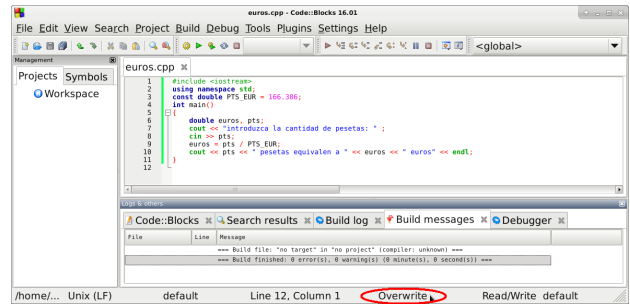 euros.cpp - Code::Blocks 16.01
File Edit View Search Project Build Debug Tools Plugins Settings Help
<global>
Management
Projects Symbols
Workspace
euros.cpp
1 #include <iostream>
2 using namespace std;
3 const double PTS_EUR = 166.386;
4 int main()
5 {
6 double euros, pts;
7 cout << "introduzca la cantidad de pesetas: " ;
8 cin >> pts;
9 euros = pts / PTS_EUR;
10 cout << pts << " pesetas equivalen a " << euros << " euros" << endl;
11 }
12
Logs & others
Code::Blocks Search results Build log Build messages Debugger
File Line Message
=== Build file: "no target" in "no project" (compiler: unknown) ===
=== Build finished: 0 error(s), 0 warning(s) (0 minute(s), 0 second(s)) ===
/home/... Unix (LF) default Line 12, Column 1 Overwrite Read/Write default